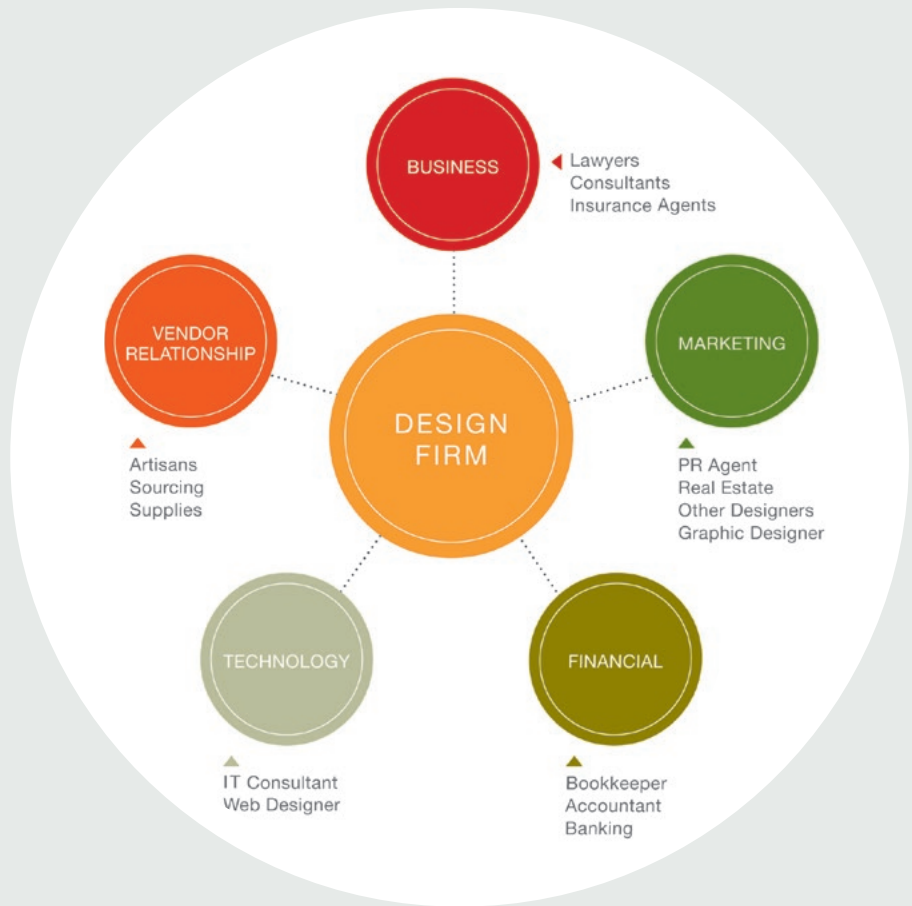 BUSINESS
Lawyers
Consultants
Insurance Agents
VENDOR
RELATIONSHIP
Artisans
Sourcing
Supplies
DESIGN
FIRM
MARKETING
PR Agent
Real Estate
Other Designers
Graphic Designer
TECHNOLOGY
IT Consultant
Web Designer
FINANCIAL
Bookkeeper
Accountant
Banking